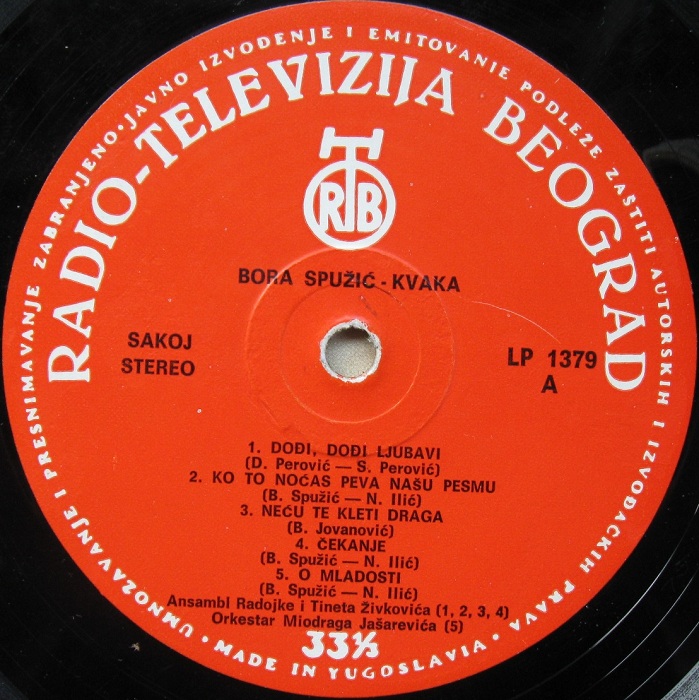 UMNOZAVANJE I PRESNIMAVANJE ZABRANJENO • JAVNO IZVOĐENJE I EMITOVANJE PODLEŽE ZAŠTITI AUTORSKIH I IZVOĐAČKIH PRAVA •
RADIO-TELEVIZIJA BEOGRAD
RTB
BORA SPUŽIĆ - KVAKA
SAKOJ
STEREO
LP 1379
A
1. DOĐI, DOĐI LJUBAVI
(D. Perović — S. Perović)
2. KO TO NOĆAS PEVA NAŠU PESMU
(B. Spužić — N. Ilić)
3. NEĆU TE KLETI DRAGA
(B. Jovanović)
4. ČEKANJE
(B. Spužić — N. Ilić)
5. O MLADOSTI
(B. Spužić — N. Ilić)
Ansambl Radojke i Tineta Živkovića (1, 2, 3, 4)
Orkestar Miodraga Jašarevića (5)
33⅓
• MADE IN YUGOSLAVIA •